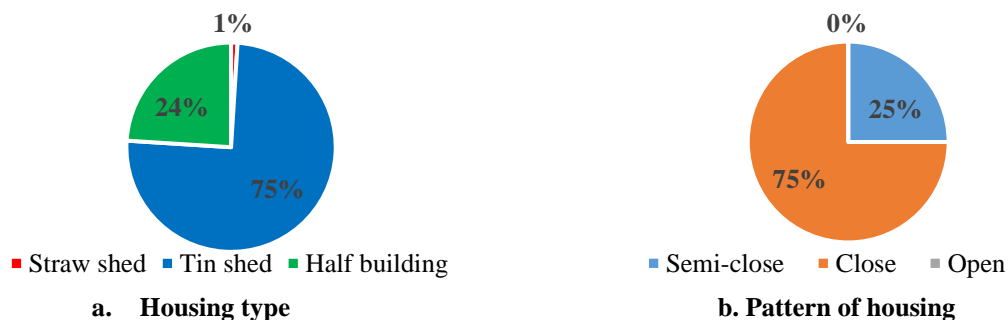 1%
24%
75%
Straw shed Tin shed Half building
a. Housing type
0%
25%
75%
Semi-close Close Open
b. Pattern of housing